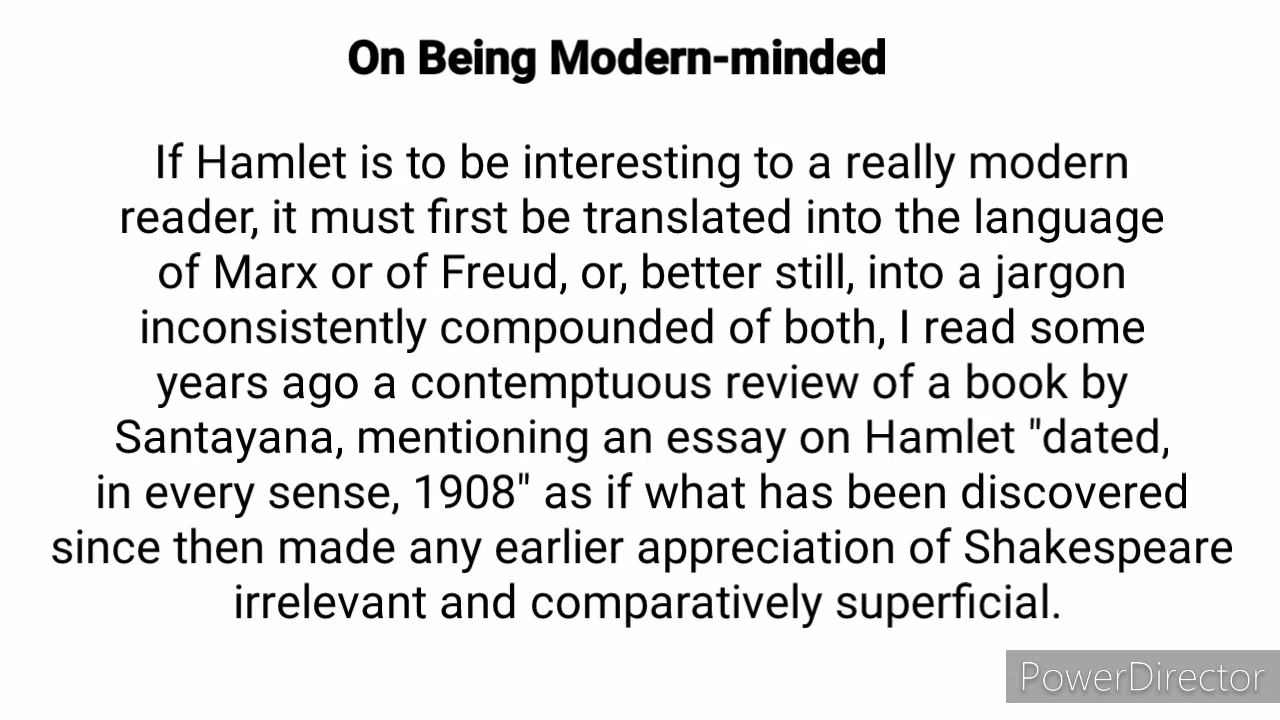 On Being Modern-minded
If Hamlet is to be interesting to a really modern
reader, it must first be translated into the language
of Marx or of Freud, or, better still, into a jargon
inconsistently compounded of both, I read some
years ago a contemptuous review of a book by
Santayana, mentioning an essay on Hamlet "dated,
in every sense, 1908" as if what has been discovered
since then made any earlier appreciation of Shakespeare
irrelevant and comparatively superficial.
PowerDirector